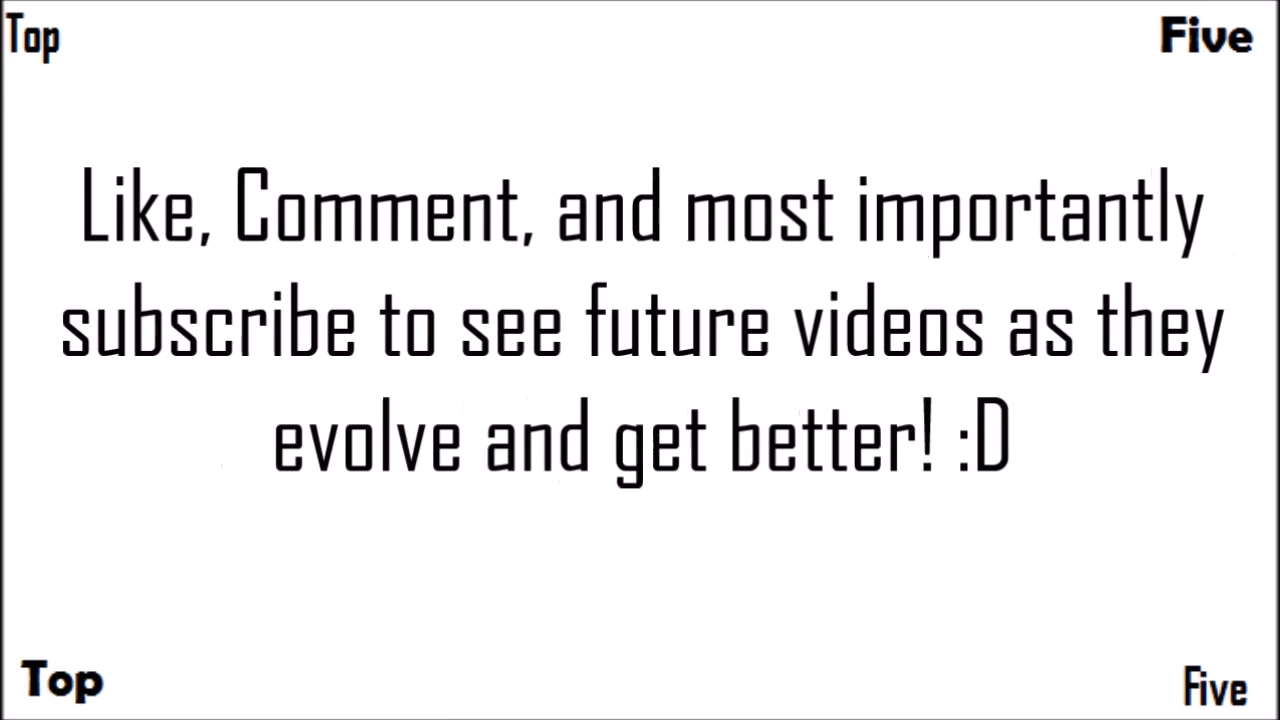 Top
Five
Like, Comment, and most importantly
subscribe to see future videos as they
evolve and get better! :D
Top
Five